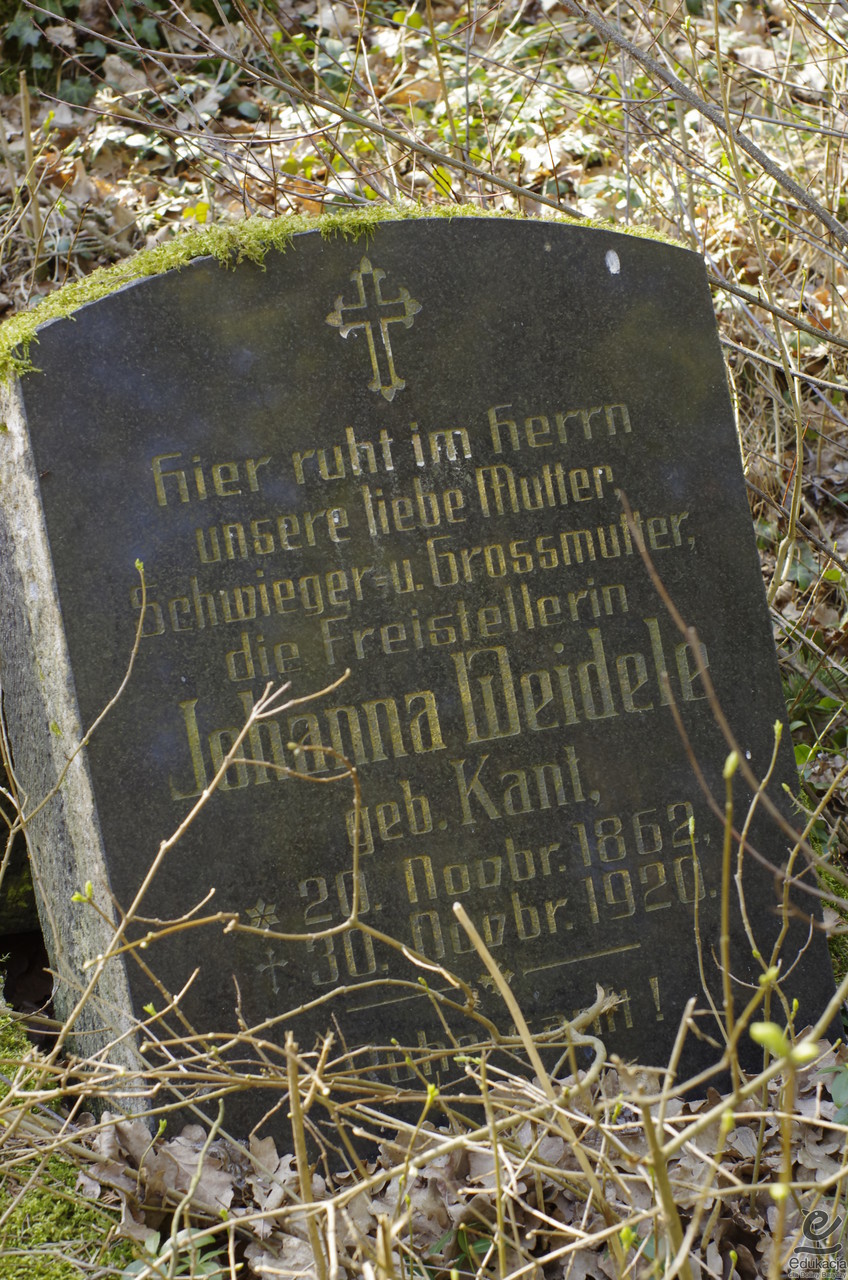 Hier ruht im Herrn
unsere liebe Mutter,
Schwieger- u. Grossmutter,
die Freistellerin
Johanna Weidele
geb. Kant,
* 20. Novbr. 1862,
† 30. Novbr. 1920.
edukacja